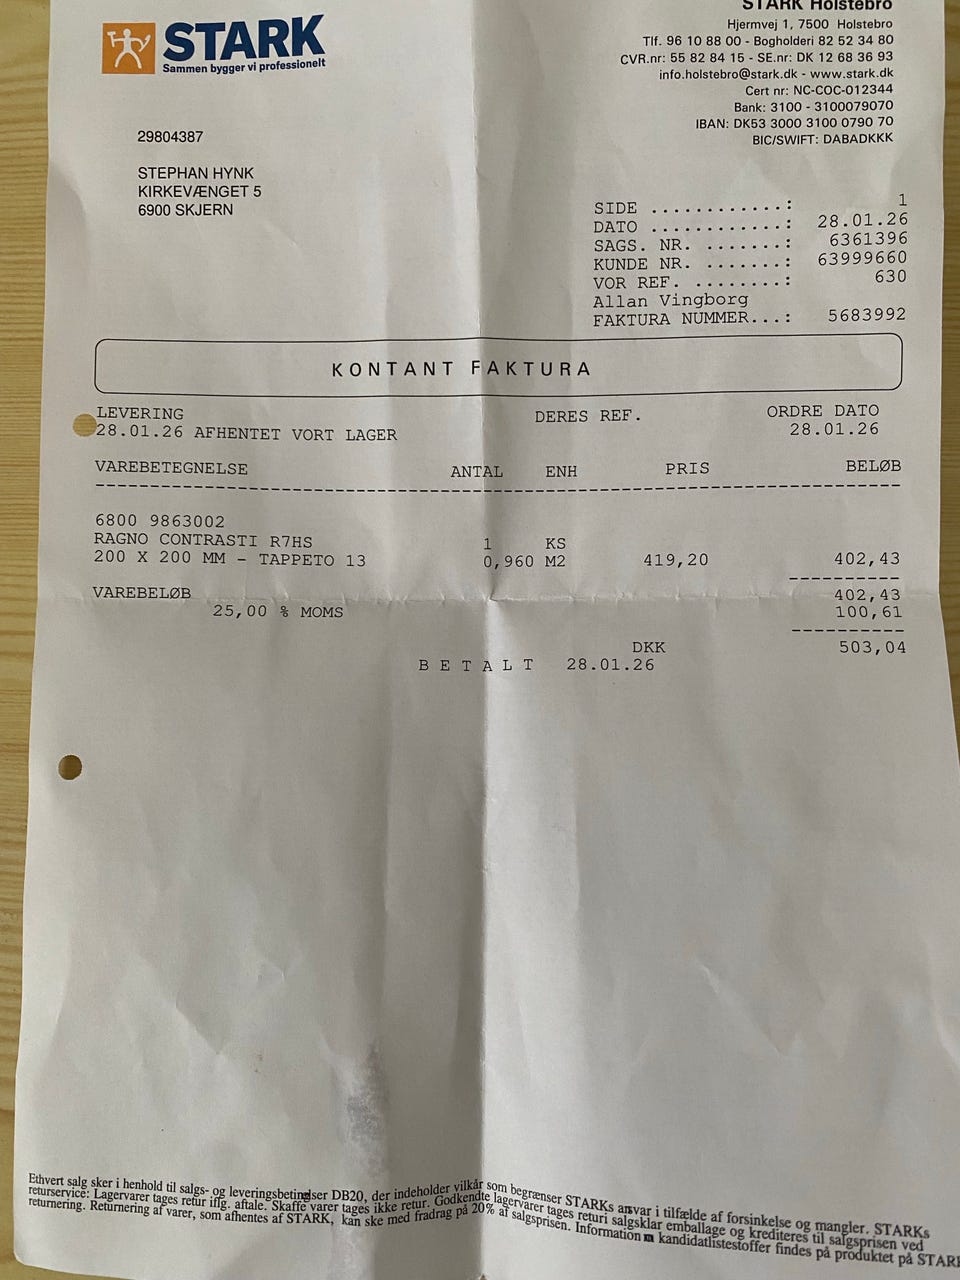 STARK
Sammen bygger vi professionelt
STARK Holstebro
Hjermvej 1, 7500 Holstebro
Tlf. 96 10 88 00 - Bogholderi 82 52 34 80
CVR.nr: 55 82 84 15 - SE.nr: DK 12 68 36 93
info.holstebro@stark.dk - www.stark.dk
Cert nr: NC-COC-012344
Bank: 3100 - 3100079070
IBAN: DK53 3000 3100 0790 70
BIC/SWIFT: DABADKKK
29804387
STEPHAN HYNK
KIRKEVÆNGET 5
6900 SKJERN
SIDE ............: 1
DATO ............: 28.01.26
SAGS. NR. .......: 6361396
KUNDE NR. .......: 63999660
VOR REF. ........: 630
Allan Vingborg
FAKTURA NUMMER...: 5683992
KONTANT FAKTURA
LEVERING DERES REF. ORDRE DATO
28.01.26 AFHENTET VORT LAGER 28.01.26
VAREBETEGNELSE ANTAL ENH PRIS BELØB
6800 9863002
RAGNO CONTRASTI R7HS 1 KS
200 X 200 MM - TAPPETO 13 0,960 M2 419,20 402,43
VAREBELØB 402,43
25,00 % MOMS 100,61
DKK 503,04
BETALT 28.01.26
Ethvert salg sker i henhold til salgs- og leveringsbetingelser DB20, der indeholder vilkår som begrænser STARKs ansvar i tilfælde af forsinkelse og mangler. STARKs
returservice: Lagervarer tages retur iflg. aftale. Skaffe varer tages ikke retur. Godkendte lagervarer tages retur i salgsklar emballage og krediteres til salgsprisen ved
returnering. Returnering af varer, som afhentes af STARK, kan ske med fradrag på 20% af salgsprisen. Information om kandidatlistestoffer findes på produktet på STARK